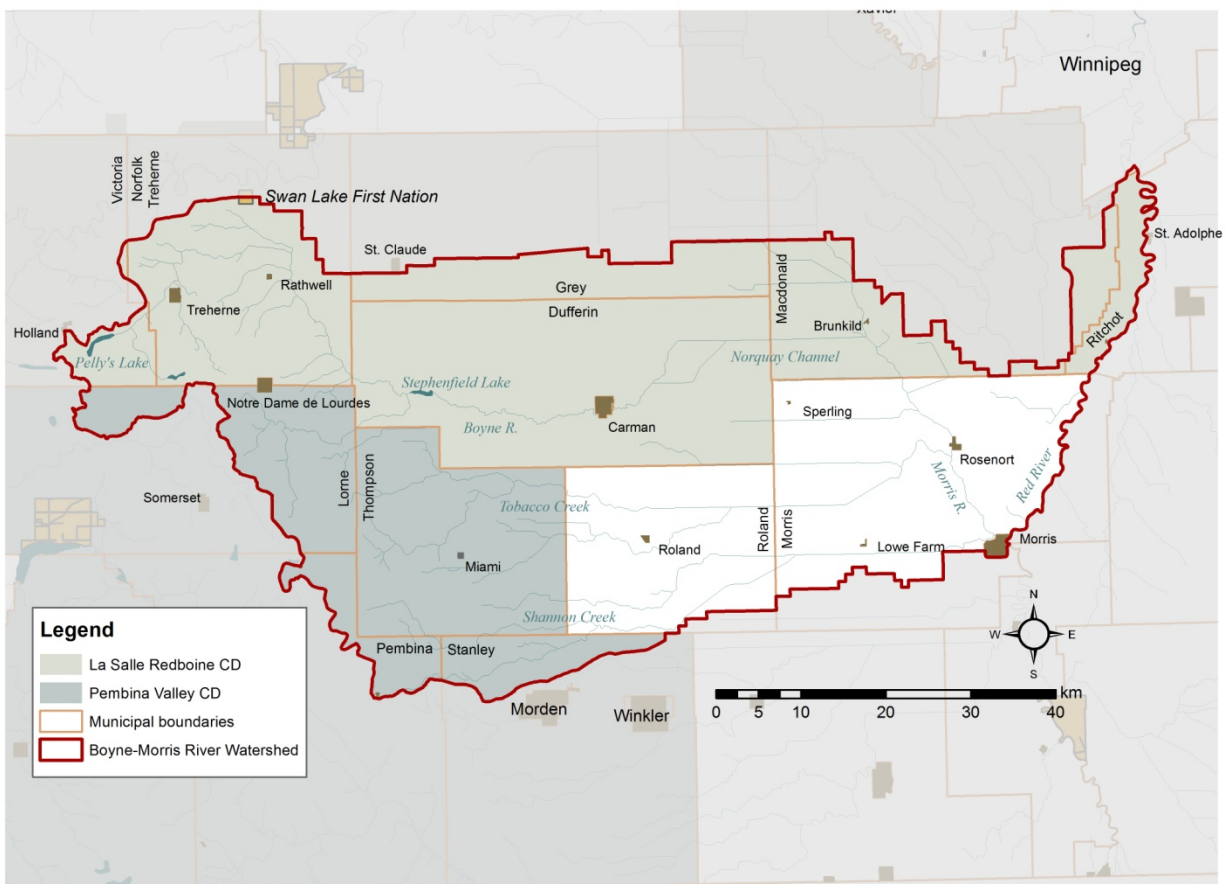 Xavier
Winnipeg
Victoria
Norfolk
Treherne
Swan Lake First Nation
St. Claude
St. Adolphe
Rathwell
Grey
Macdonald
Treherne
Dufferin
Holland
Brunkild
Ritchot
Pelly's Lake
Norquay Channel
Stephenfield Lake
Notre Dame de Lourdes
Sperling
Boyne R.
Carman
Rosenort
Somerset
Lorne
Thompson
Tobacco Creek
Morris R.
Red River
Roland
Morris
Roland
Lowe Farm
Morris
Miami
Shannon Creek
Pembina
Stanley
Morden
Winkler
N
W
E
S
km
0 5 10 20 30 40
Legend
La Salle Redboine CD
Pembina Valley CD
Municipal boundaries
Boyne-Morris River Watershed